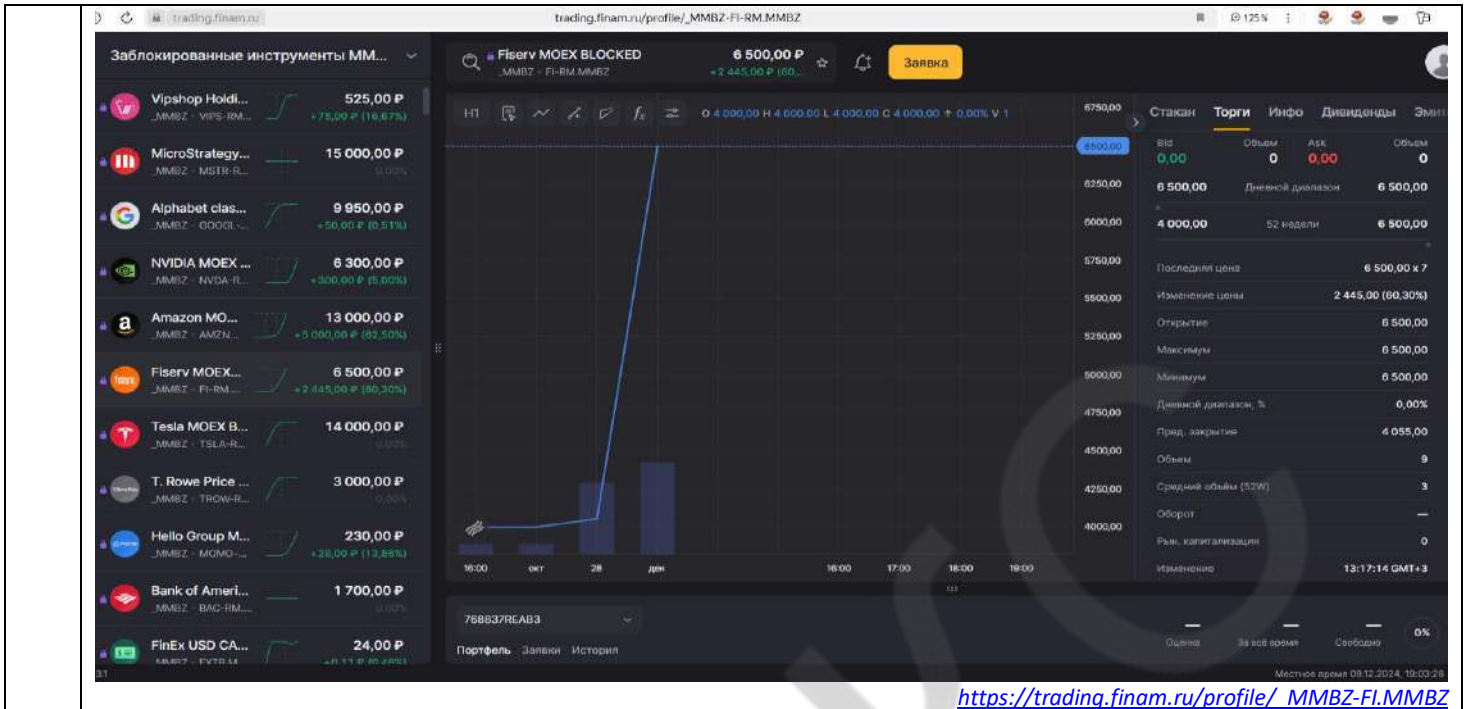 trading.finam.ru
trading.finam.ru/profile/_MMBZ-FI-RM.MMBZ
125 %
Заблокированные инструменты ММ...
Fiserv MOEX BLOCKED
_MMBZ - FI-RM.MMBZ
6 500,00 ₽
+2 445,00 ₽ (60,...
Заявка
Vipshop Holdi...
_MMBZ - VIPS-RM...
525,00 ₽
+75,00 ₽ (16,67%)
MicroStrategy...
_MMBZ - MSTR-R...
15 000,00 ₽
0,00%
Alphabet clas...
_MMBZ - GOOGL-...
9 950,00 ₽
+50,00 ₽ (0,51%)
NVIDIA MOEX ...
_MMBZ - NVDA-R...
6 300,00 ₽
+300,00 ₽ (5,00%)
Amazon MO...
_MMBZ - AMZN...
13 000,00 ₽
+5 000,00 ₽ (62,50%)
Fiserv MOEX...
_MMBZ - FI-RM...
6 500,00 ₽
+2 445,00 ₽ (60,30%)
Tesla MOEX B...
_MMBZ - TSLA-R...
14 000,00 ₽
0,00%
T. Rowe Price ...
_MMBZ - TROW-R...
3 000,00 ₽
0,00%
Hello Group M...
_MMBZ - MOMO-...
230,00 ₽
+28,00 ₽ (13,86%)
Bank of Ameri...
_MMBZ - BAC-RM...
1 700,00 ₽
0,00%
FinEx USD CA...
24,00 ₽
H1
O 4 000,00 H 4 000,00 L 4 000,00 C 4 000,00 ↑ 0,00% V 1
6750,00
6500,00
6250,00
6000,00
5750,00
5500,00
5250,00
5000,00
4750,00
4500,00
4250,00
4000,00
16:00 окт 28 дек 16:00 17:00 18:00 19:00
Стакан Торги Инфо Дивиденды Эмит
Bid Объем Ask Объем
0,00 0 0,00 0
6 500,00 Дневной диапазон 6 500,00
4 000,00 52 недели 6 500,00
Последняя цена 6 500,00 x 7
Изменение цены 2 445,00 (60,30%)
Открытие 6 500,00
Максимум 6 500,00
Минимум 6 500,00
Дневной диапазон, % 0,00%
Пред. закрытие 4 055,00
Объем 9
Средний объём (52W) 3
Оборот —
Рын. капитализация 0
Изменение 13:17:14 GMT+3
768837REAB3
Портфель Заявки История
— — —
Оценка За всё время Свободно
0%
Местное время 09.12.2024, 19:03:28
https://trading.finam.ru/profile/_MMBZ-FI.MMBZ